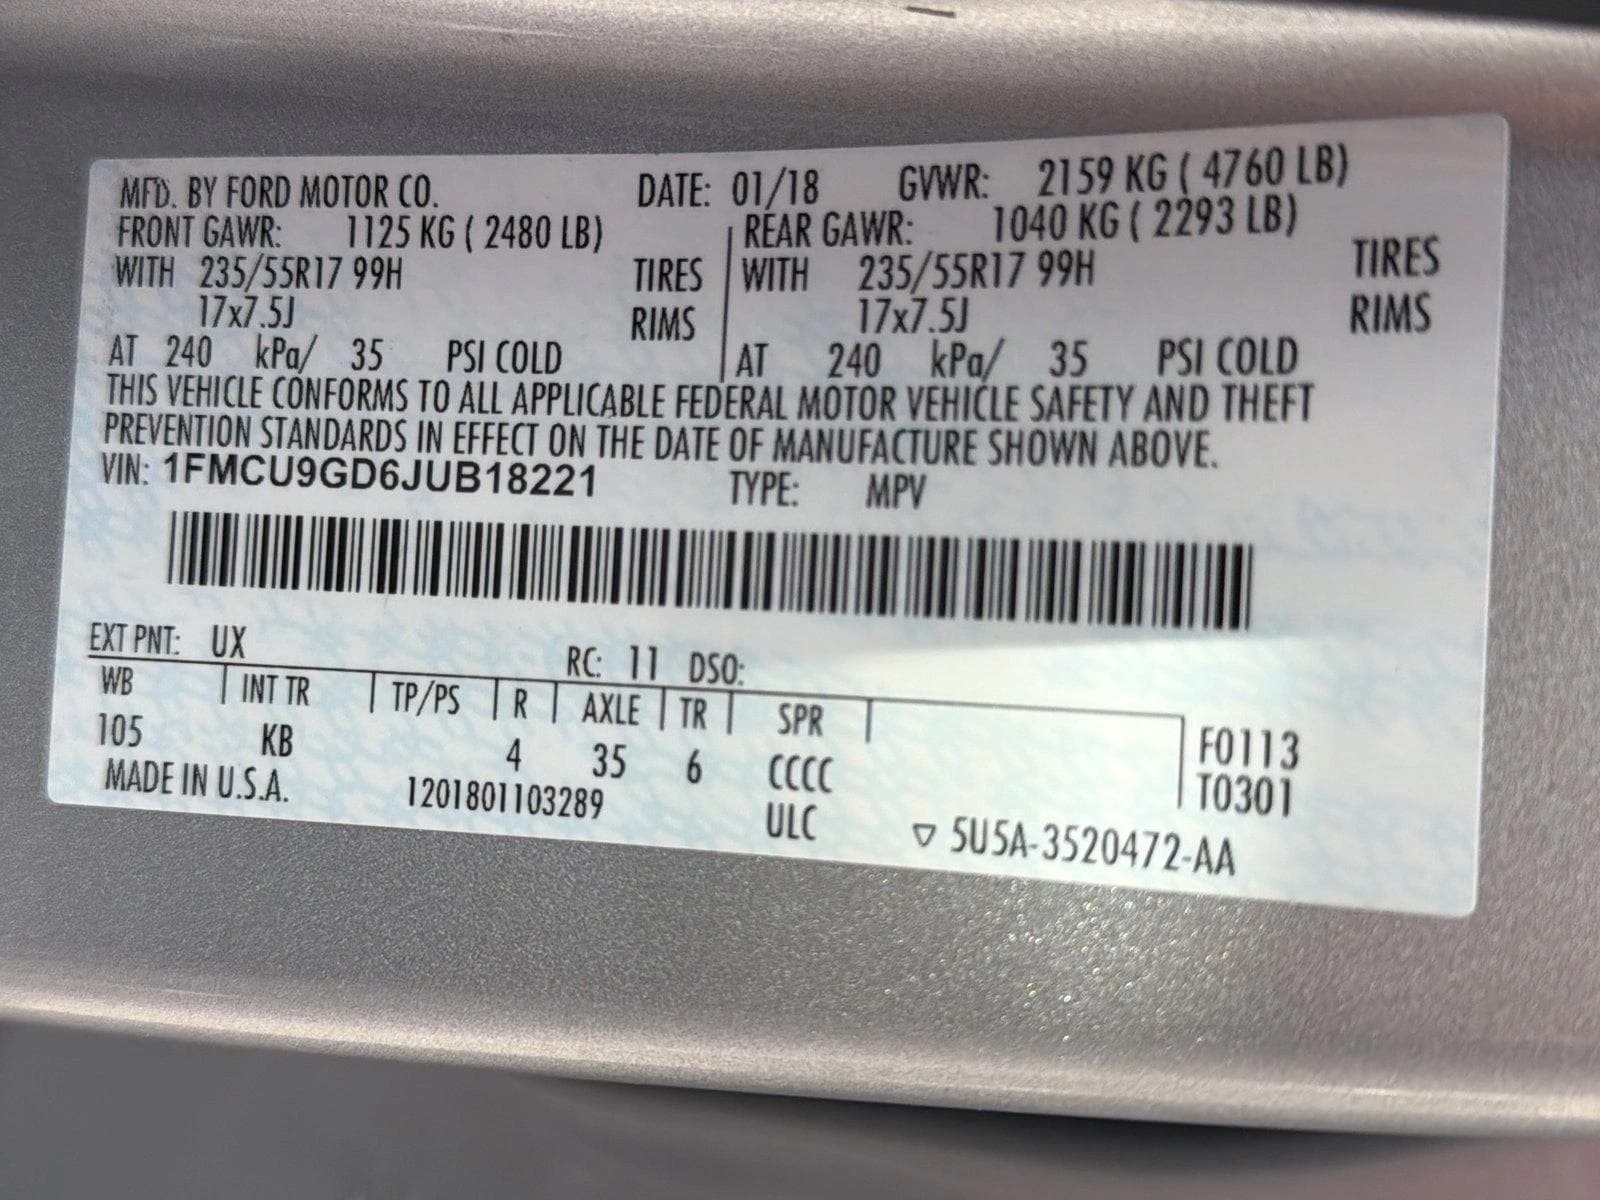 MFD. BY FORD MOTOR CO. DATE: 01/18 GVWR: 2159 KG ( 4760 LB)
FRONT GAWR: 1125 KG ( 2480 LB) REAR GAWR: 1040 KG ( 2293 LB)
WITH 235/55R17 99H TIRES WITH 235/55R17 99H TIRES
17x7.5J RIMS 17x7.5J RIMS
AT 240 kPa/ 35 PSI COLD AT 240 kPa/ 35 PSI COLD
THIS VEHICLE CONFORMS TO ALL APPLICABLE FEDERAL MOTOR VEHICLE SAFETY AND THEFT
PREVENTION STANDARDS IN EFFECT ON THE DATE OF MANUFACTURE SHOWN ABOVE.
VIN: 1FMCU9GD6JUB18221 TYPE: MPV
EXT PNT: UX RC: 11 DSO:
WB INT TR TP/PS R AXLE TR SPR
105 KB 4 35 6 CCCC F0113
MADE IN U.S.A. 1201801103289 ULC T0301
▽ 5U5A-3520472-AA